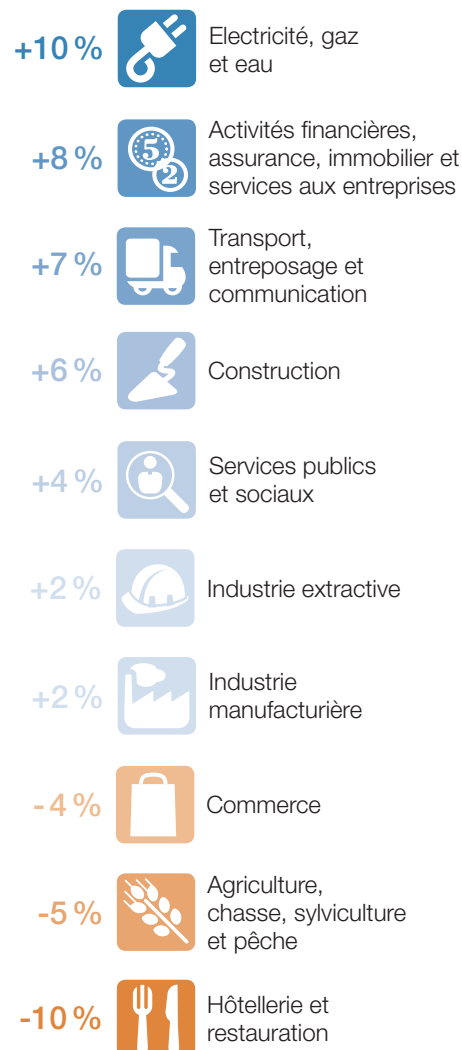 +10 %
Electricité, gaz
et eau
+8 %
5
2
Activités financières,
assurance, immobilier et
services aux entreprises
+7 %
Transport,
entreposage et
communication
+6 %
Construction
+4 %
Services publics
et sociaux
+2 %
Industrie extractive
+2 %
Industrie
manufacturière
-4 %
Commerce
-5 %
Agriculture,
chasse, sylviculture
et pêche
-10 %
Hôtellerie et
restauration